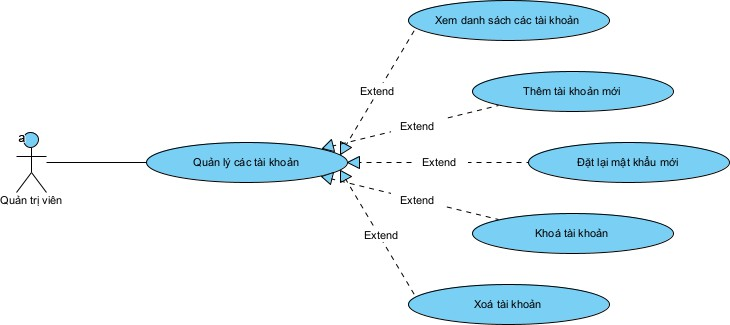 Xem danh sách các tài khoản
Extend
Thêm tài khoản mới
Extend
a
Quản lý các tài khoản
Extend
Đặt lại mật khẩu mới
Quản trị viên
Extend
Khoá tài khoản
Extend
Xoá tài khoản